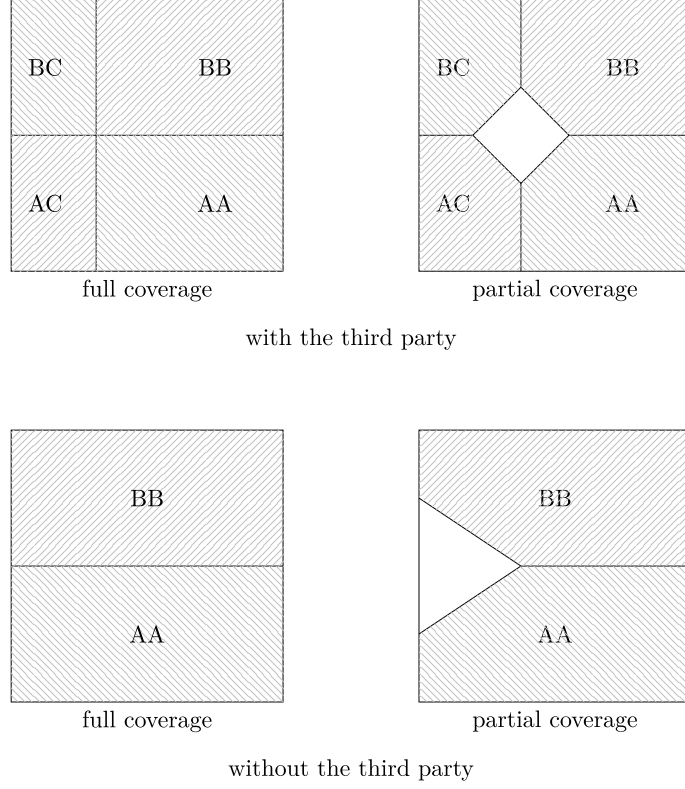 BC BB BC BB
AC AA AC AA
full coverage partial coverage
with the third party
BB BB
AA AA
full coverage partial coverage
without the third party